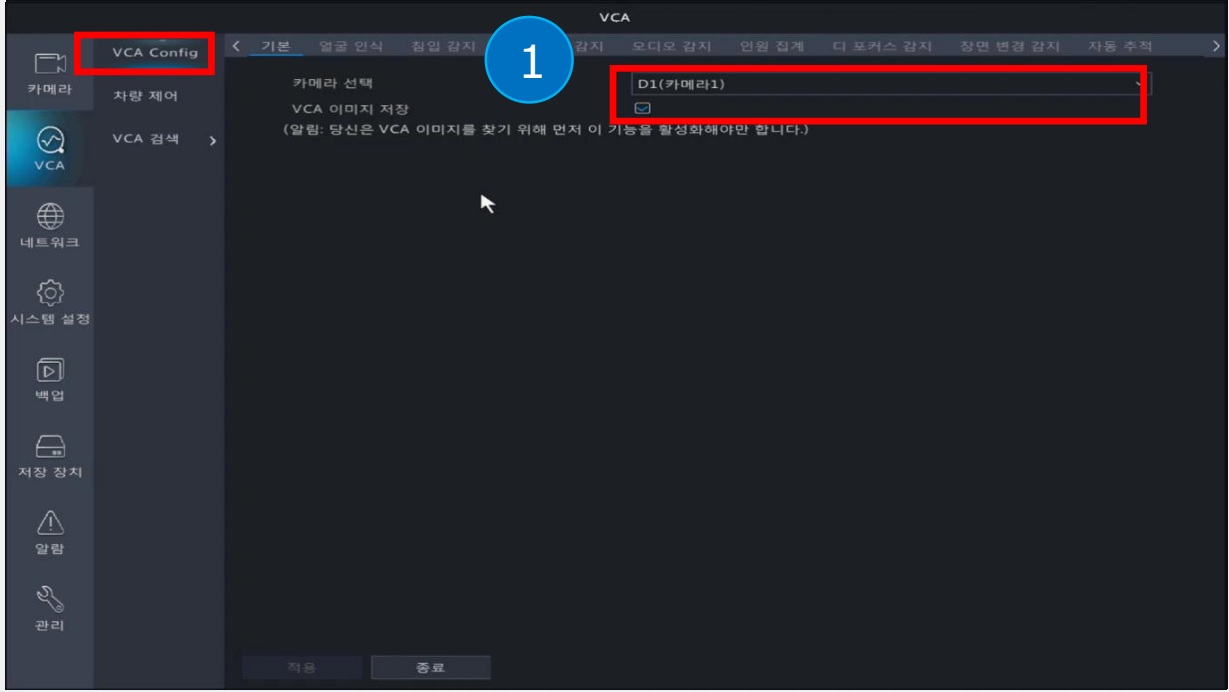 VCA
카메라
VCA
네트워크
시스템 설정
백업
저장 장치
알람
관리
VCA Config
차량 제어
VCA 검색 >
< 기본 얼굴 인식 침입 감지 감지 오디오 감지 인원 집계 디 포커스 감지 장면 변경 감지 자동 추적 >
1
카메라 선택 D1(카메라1)
VCA 이미지 저장
(알림: 당신은 VCA 이미지를 찾기 위해 먼저 이 기능을 활성화해야만 합니다.)
적용 종료